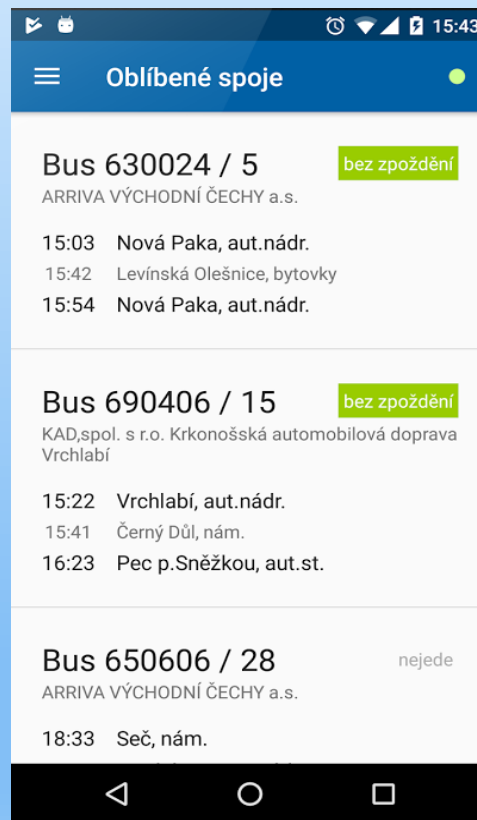 15:43
Oblíbené spoje
Bus 630024 / 5
bez zpoždění
ARRIVA VÝCHODNÍ ČECHY a.s.
15:03 Nová Paka, aut.nádr.
15:42 Levínská Olešnice, bytovky
15:54 Nová Paka, aut.nádr.
Bus 690406 / 15
bez zpoždění
KAD,spol. s r.o. Krkonošská automobilová doprava
Vrchlabí
15:22 Vrchlabí, aut.nádr.
15:41 Černý Důl, nám.
16:23 Pec p.Sněžkou, aut.st.
Bus 650606 / 28
nejede
ARRIVA VÝCHODNÍ ČECHY a.s.
18:33 Seč, nám.